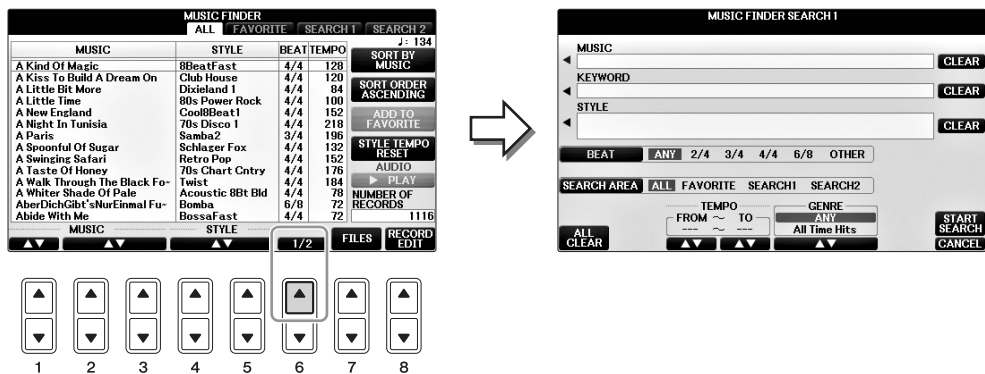 MUSIC FINDER
ALL FAVORITE SEARCH 1 SEARCH 2
MUSIC STYLE BEAT TEMPO
♩: 134
A Kind Of Magic 8BeatFast 4/4 128
A Kiss To Build A Dream On Club House 4/4 120
A Little Bit More Dixieland 1 4/4 84
A Little Time 80s Power Rock 4/4 100
A New England Cool8Beat1 4/4 152
A Night In Tunisia 70s Disco 1 4/4 218
A Paris Samba2 3/4 196
A Spoonful Of Sugar Schlager Fox 4/4 132
A Swinging Safari Retro Pop 4/4 152
A Taste Of Honey 70s Chart Cntry 4/4 176
A Walk Through The Black Fo~ Twist 4/4 184
A Whiter Shade Of Pale Acoustic 8Bt Bld 4/4 78
AberDichGibt'sNurEinmal Fu~ Bomba 6/8 72
Abide With Me BossaFast 4/4 72
SORT BY
MUSIC
SORT ORDER
ASCENDING
ADD TO
FAVORITE
STYLE TEMPO
RESET
AUDIO
▶ PLAY
NUMBER OF
RECORDS
1116
MUSIC STYLE
▲▼ ▲▼ ▲▼ 1/2 FILES RECORD
EDIT
1 2 3 4 5 6 7 8
MUSIC FINDER SEARCH 1
MUSIC
CLEAR
KEYWORD
CLEAR
STYLE
CLEAR
BEAT ANY 2/4 3/4 4/4 6/8 OTHER
SEARCH AREA ALL FAVORITE SEARCH1 SEARCH2
TEMPO GENRE
FROM ~ TO ANY
--- ~ --- All Time Hits
ALL
CLEAR
▲▼ ▲▼ ▲▼
START
SEARCH
CANCEL